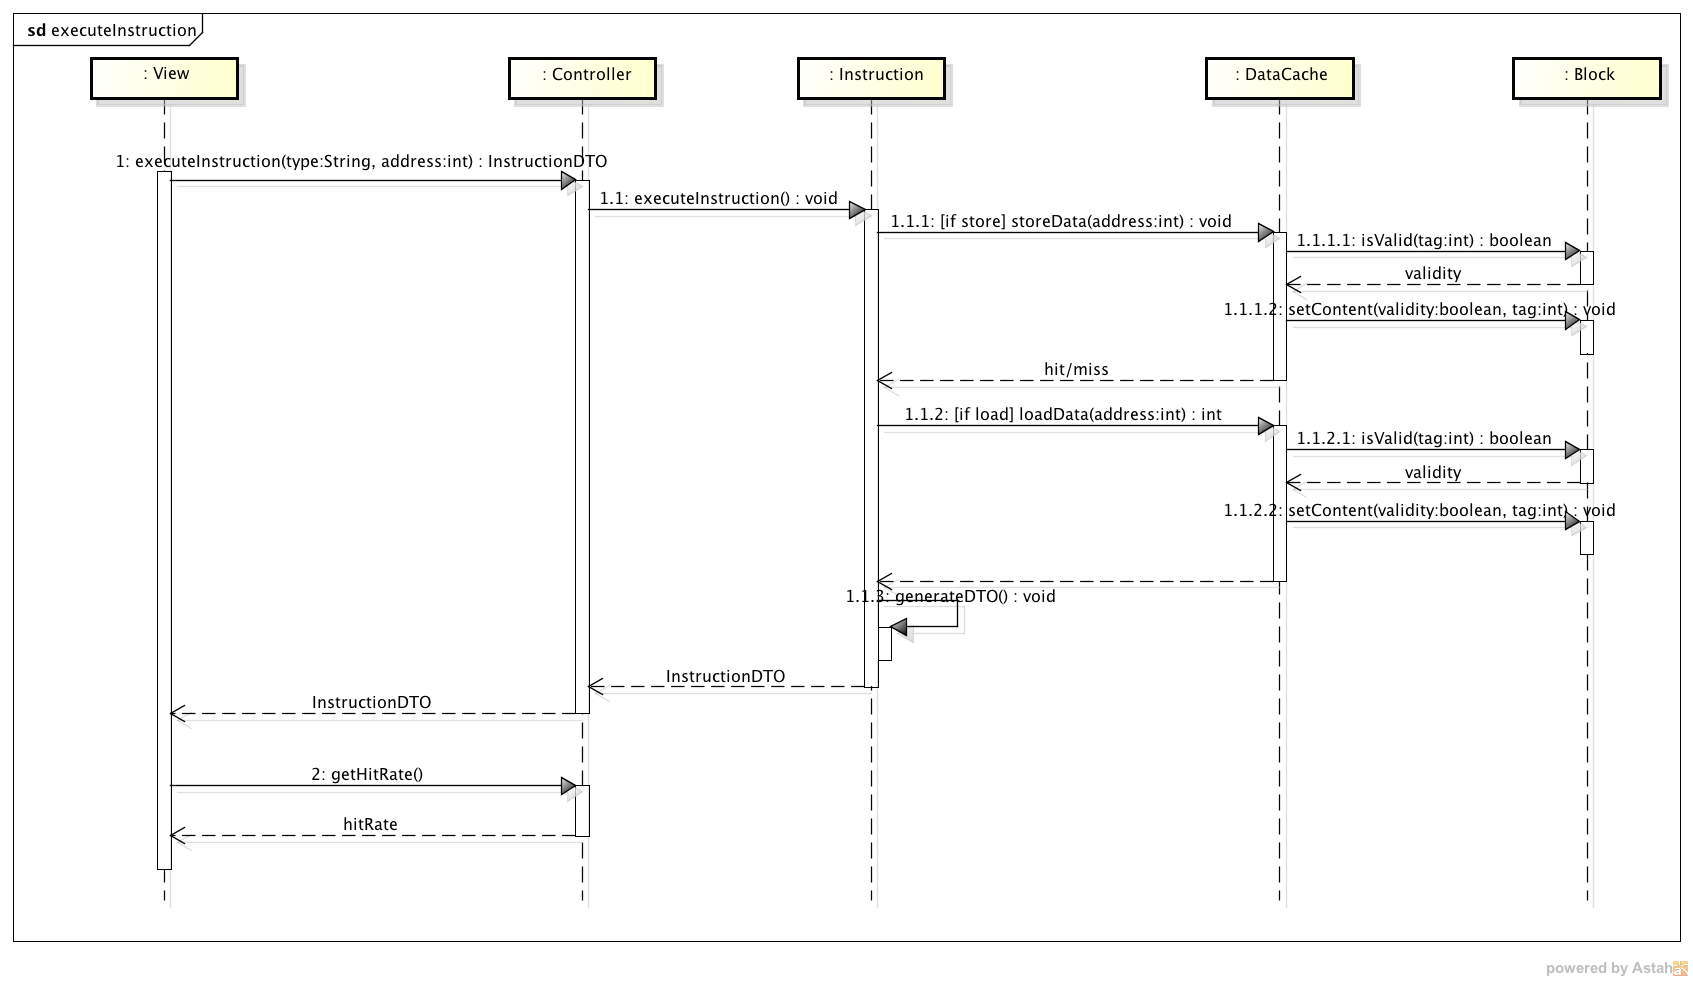 sd executeInstruction
: View
: Controller
: Instruction
: DataCache
: Block
1: executeInstruction(type:String, address:int) : InstructionDTO
1.1: executeInstruction() : void
1.1.1: [if store] storeData(address:int) : void
1.1.1.1: isValid(tag:int) : boolean
validity
1.1.1.2: setContent(validity:boolean, tag:int) : void
hit/miss
1.1.2: [if load] loadData(address:int) : int
1.1.2.1: isValid(tag:int) : boolean
validity
1.1.2.2: setContent(validity:boolean, tag:int) : void
1.1.3: generateDTO() : void
InstructionDTO
InstructionDTO
2: getHitRate()
hitRate
powered by Astah